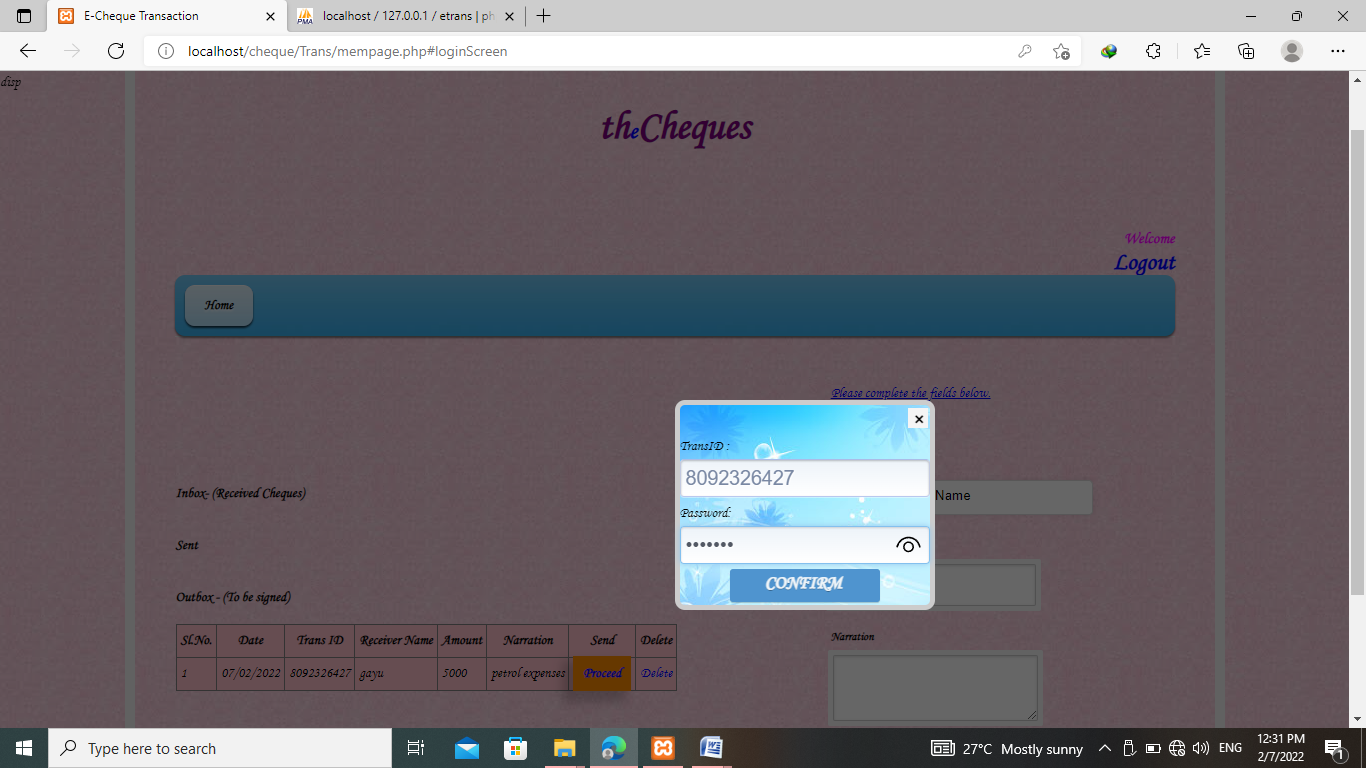 E-Cheque Transaction
localhost / 127.0.0.1 / etrans | ph
localhost/cheque/Trans/mempage.php#loginScreen
disp
theCheques
Welcome
Logout
Home
Please complete the fields below.
TransID :
8092326427
Password:
•••••••
CONFIRM
Inbox- (Received Cheques)
Name
Sent
Outbox - (To be signed)
Sl.No. Date Trans ID Receiver Name Amount Narration Send Delete
1 07/02/2022 8092326427 gayu 5000 petrol expenses Proceed Delete
Narration
Type here to search
27°C Mostly sunny
ENG
12:31 PM
2/7/2022
1